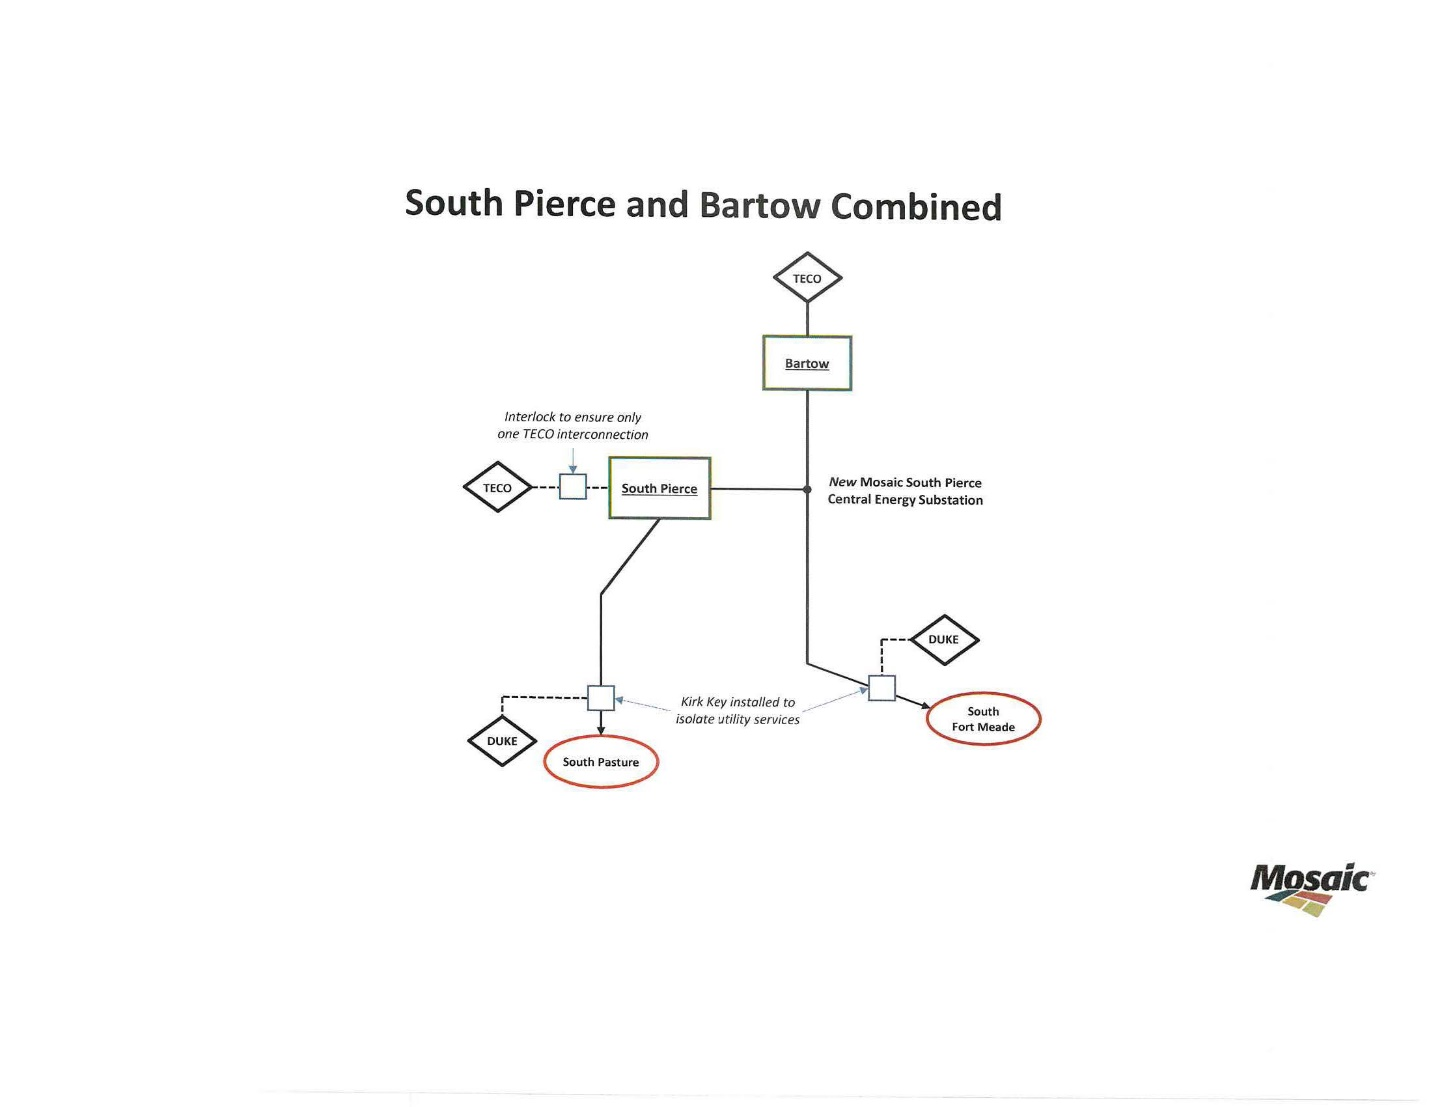 South Pierce and Bartow Combined
TECO
Bartow
Interlock to ensure only
one TECO interconnection
TECO
South Pierce
New Mosaic South Pierce
Central Energy Substation
DUKE
Kirk Key installed to
isolate utility services
South
Fort Meade
DUKE
South Pasture
Mosaic